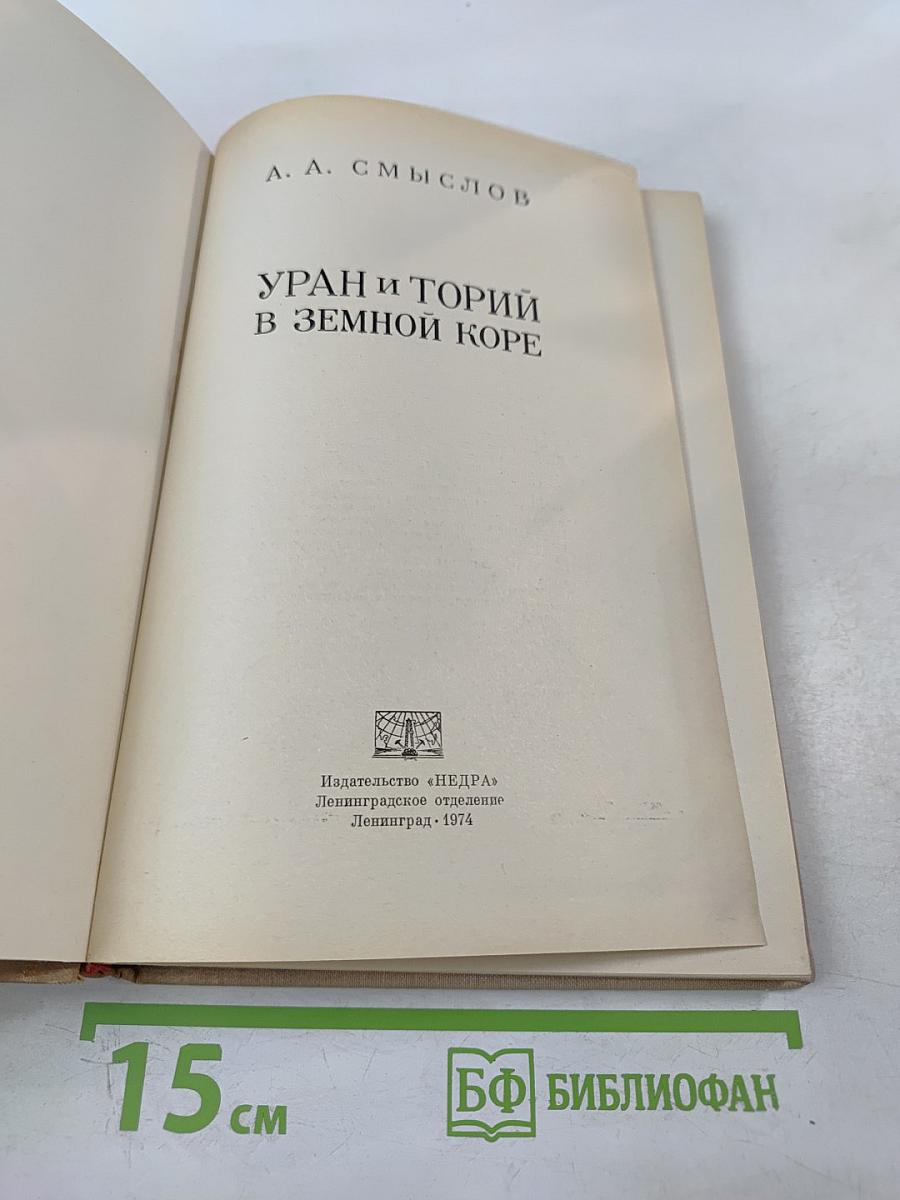 А. А. СМЫСЛОВ
УРАН и ТОРИЙ
В ЗЕМНОЙ КОРЕ
Издательство «НЕДРА»
Ленинградское отделение
Ленинград · 1974
15 см
БФ БИБЛИОФАН